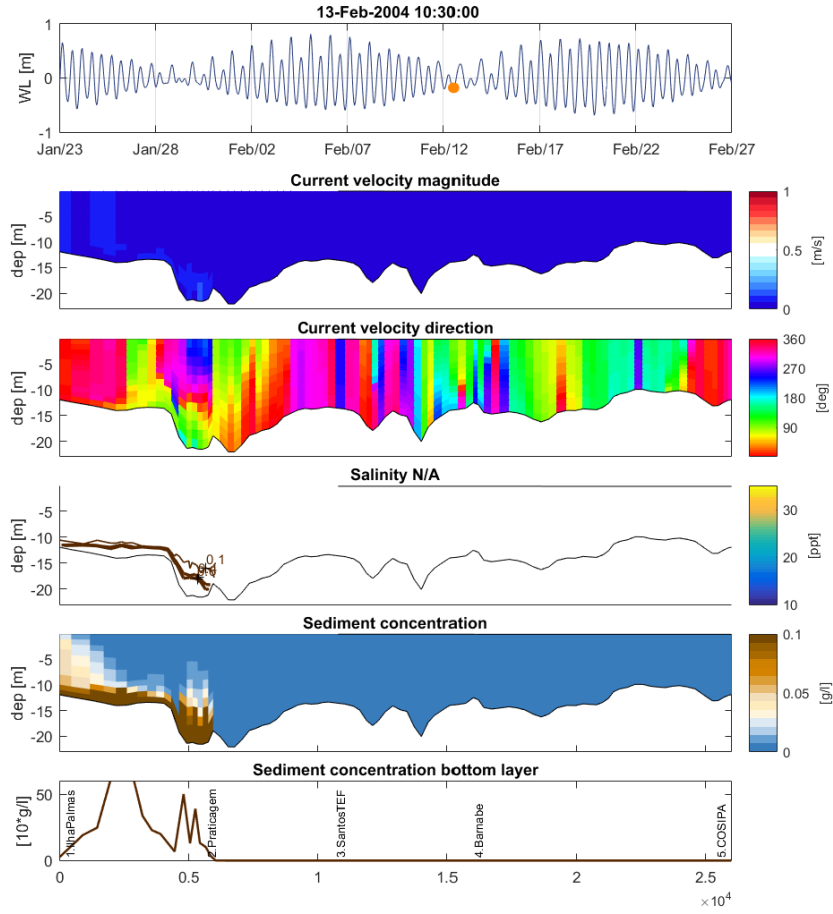 13-Feb-2004 10:30:00
WL [m]
1
0
-1
Jan/23 Jan/28 Feb/02 Feb/07 Feb/12 Feb/17 Feb/22 Feb/27
Current velocity magnitude
dep [m]
-5
-10
-15
-20
1
0.5
0
[m/s]
Current velocity direction
dep [m]
-5
-10
-15
-20
360
270
180
90
[deg]
Salinity N/A
dep [m]
-5
-10
-15
-20
0.1
30
20
10
[ppt]
Sediment concentration
dep [m]
-5
-10
-15
-20
0.1
0.05
0
[g/l]
Sediment concentration bottom layer
[10*g/l]
50
0
1.IlhaPalmas
2.Praticagem
3.SantosTEF
4.Barnabe
5.COSIPA
0 0.5 1 1.5 2 2.5
×10^4